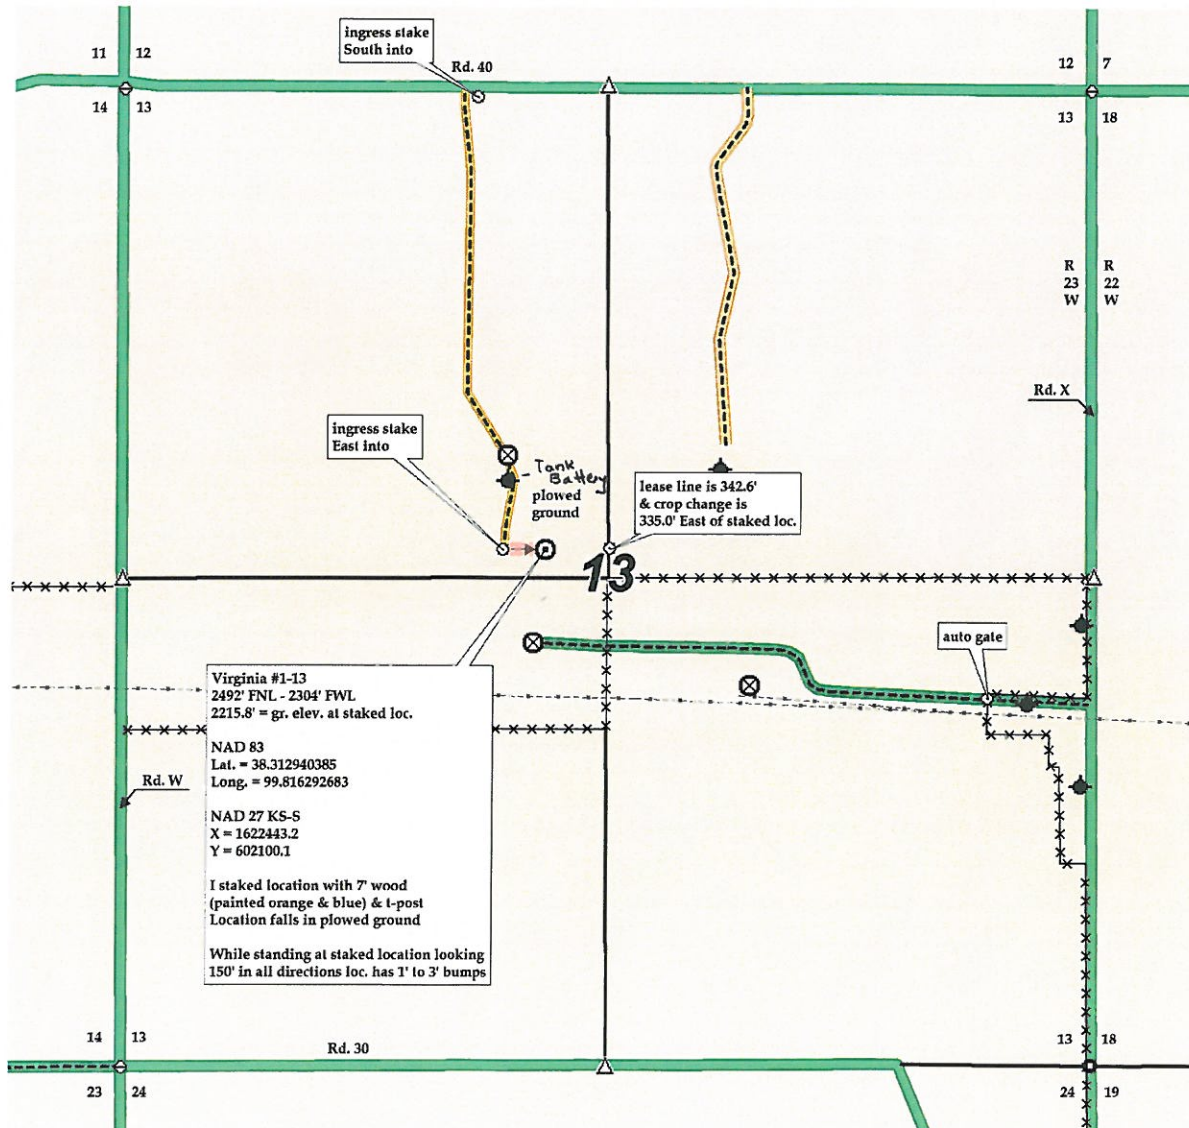 ingress stake
South into
Rd. 40
11 12
14 13
12 7
13 18
R R
23 22
W W
Rd. X
ingress stake
East into
- Tank
Battery
plowed
ground
lease line is 342.6'
& crop change is
335.0' East of staked loc.
13
auto gate
Virginia #1-13
2492' FNL - 2304' FWL
2215.8' = gr. elev. at staked loc.
NAD 83
Lat. = 38.312940385
Long. = 99.816292683
NAD 27 KS-S
X = 1622443.2
Y = 602100.1
I staked location with 7' wood
(painted orange & blue) & t-post
Location falls in plowed ground
While standing at staked location looking
150' in all directions loc. has 1' to 3' bumps
Rd. W
14 13
23 24
Rd. 30
13 18
24 19